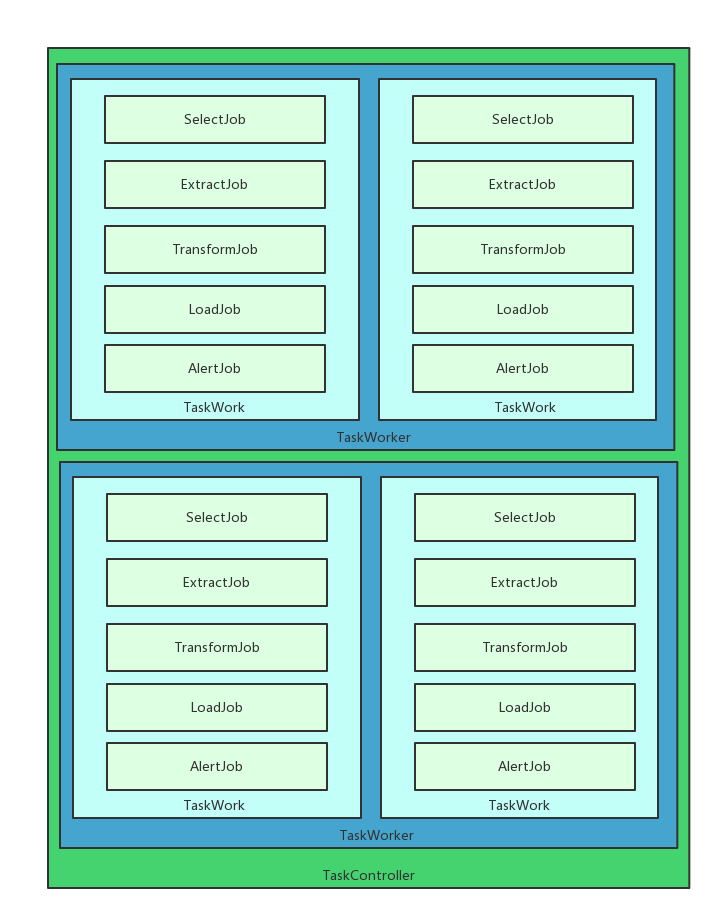 SelectJob SelectJob
ExtractJob ExtractJob
TransformJob TransformJob
LoadJob LoadJob
AlertJob AlertJob
TaskWork TaskWork
TaskWorker
SelectJob SelectJob
ExtractJob ExtractJob
TransformJob TransformJob
LoadJob LoadJob
AlertJob AlertJob
TaskWork TaskWork
TaskWorker
TaskController